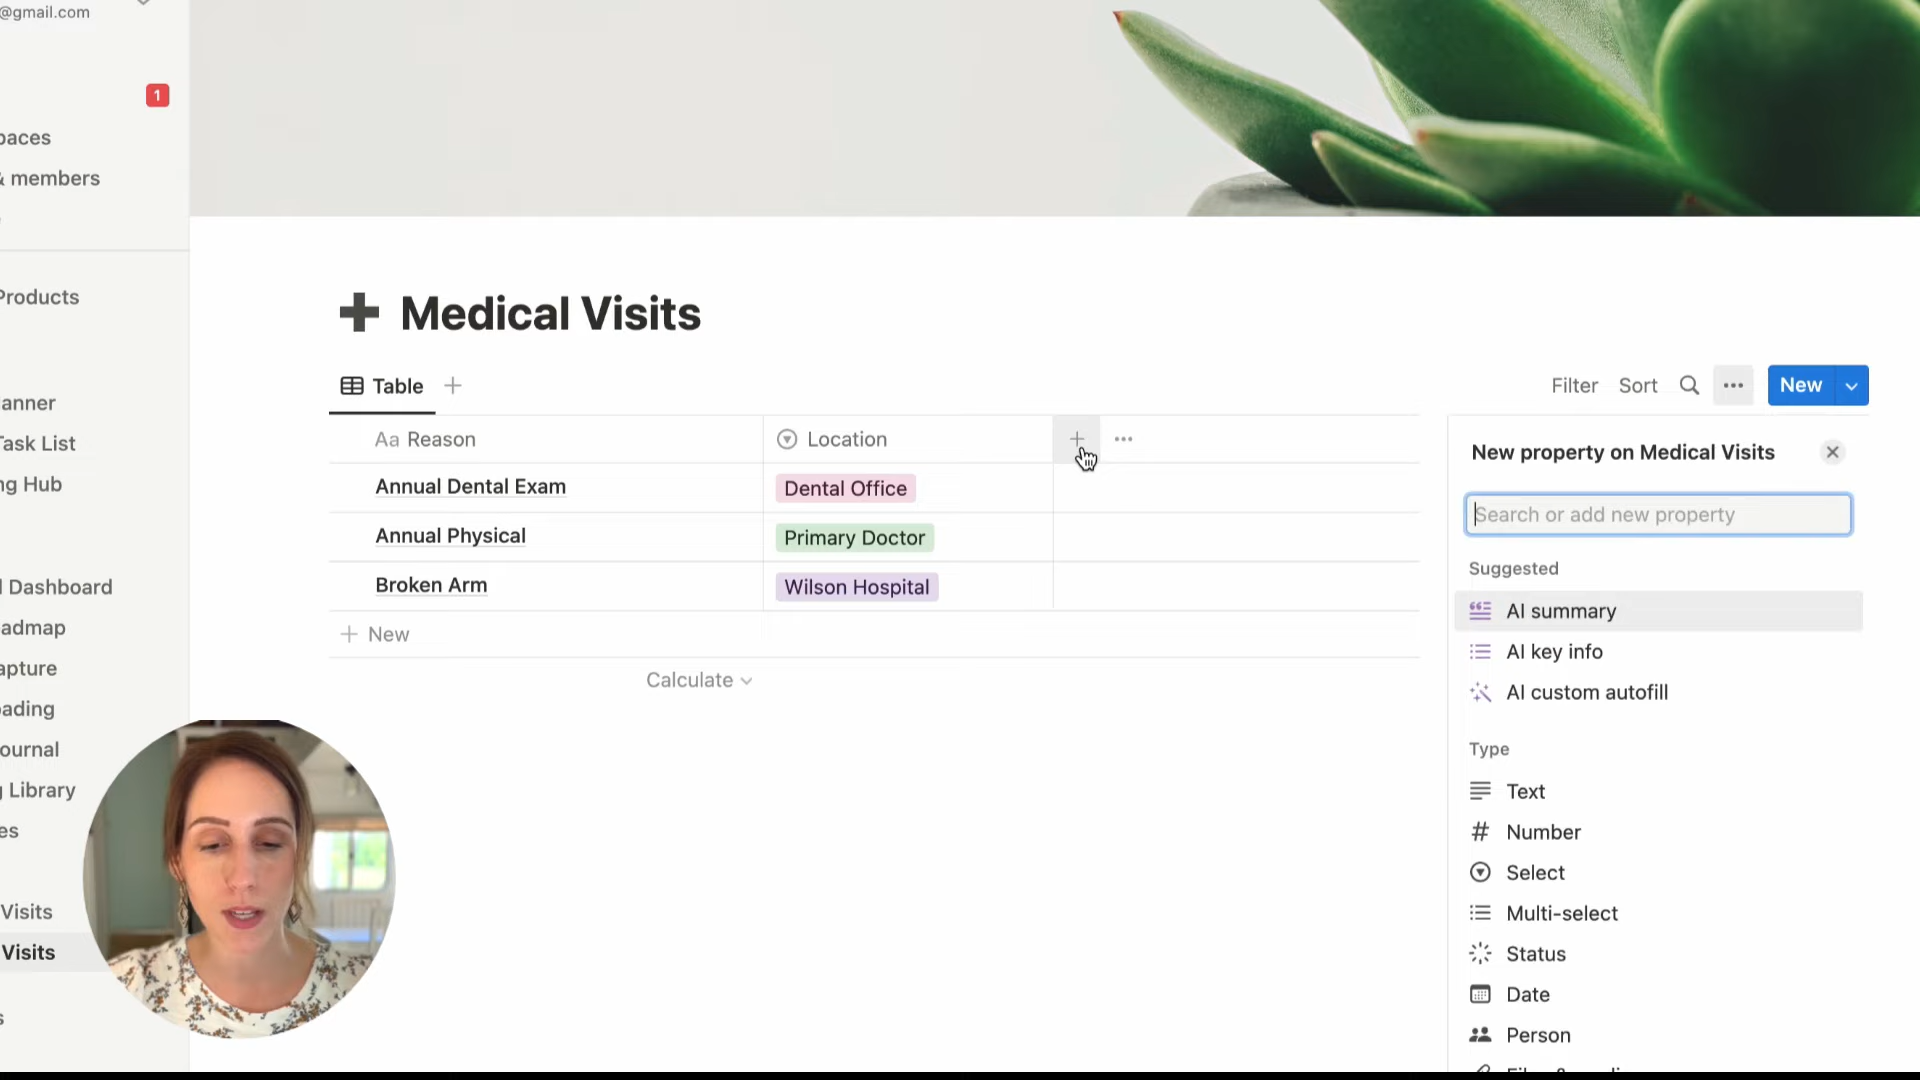 @gmail.com
1
paces
& members
Products
anner
Task List
ng Hub
l Dashboard
admap
apture
ading
ournal
g Library
es
Visits
Visits
s
Medical Visits
Table
Filter
Sort
New
Aa Reason
Location
Annual Dental Exam
Dental Office
Annual Physical
Primary Doctor
Broken Arm
Wilson Hospital
New
Calculate
New property on Medical Visits
Search or add new property
Suggested
AI summary
AI key info
AI custom autofill
Type
Text
Number
Select
Multi-select
Status
Date
Person